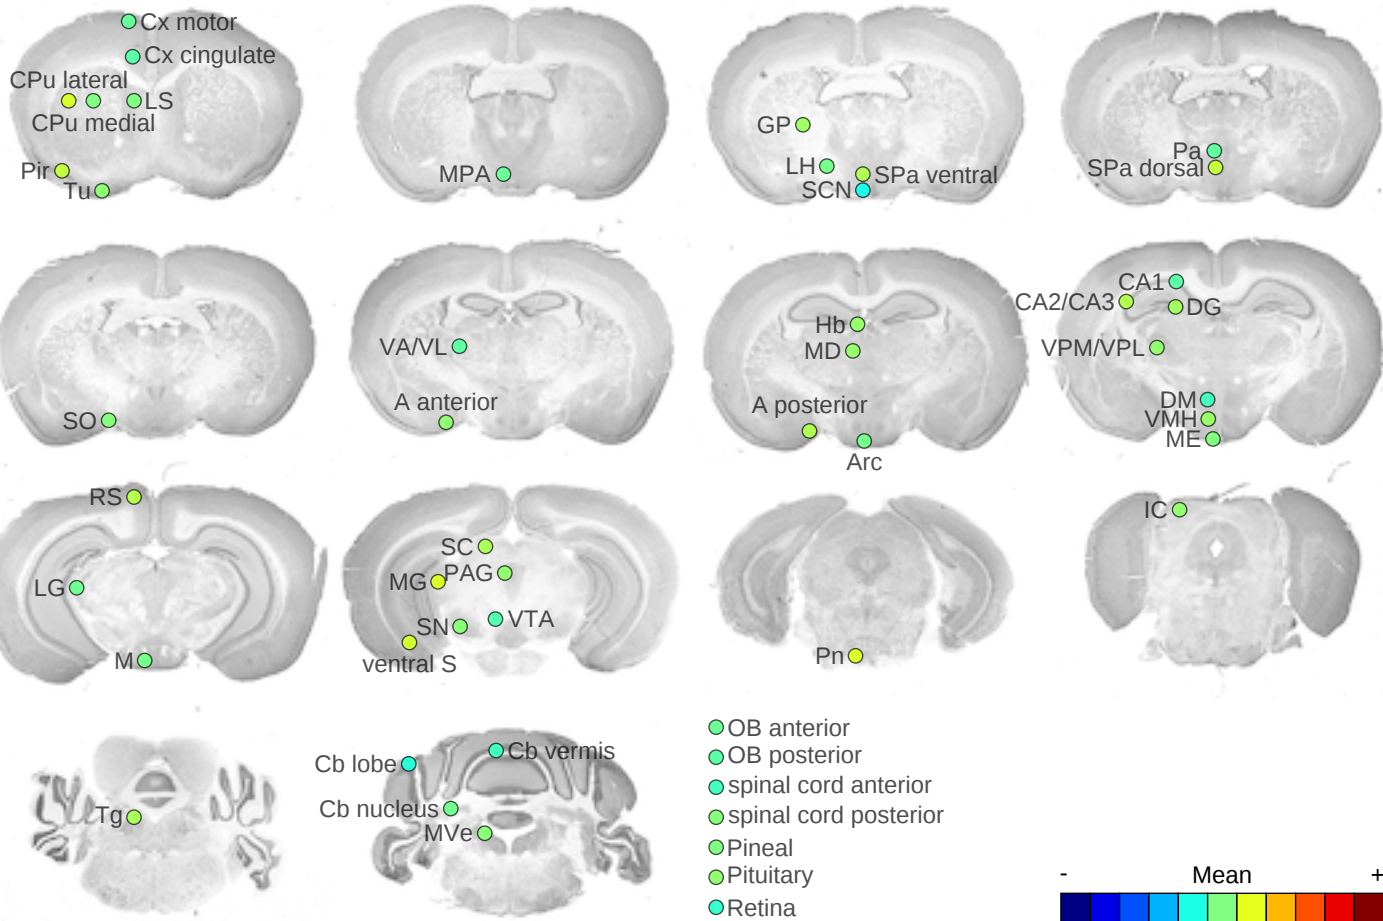 Cx motor
Cx cingulate
CPu lateral
LS
CPu medial
Pir
Tu
MPA
GP
LH
SPa ventral
SCN
Pa
SPa dorsal
SO
VA/VL
A anterior
Hb
MD
A posterior
Arc
CA1
CA2/CA3
DG
VPM/VPL
DM
VMH
ME
RS
LG
M
SC
MG
PAG
SN
VTA
ventral S
Pn
IC
Tg
Cb lobe
Cb vermis
Cb nucleus
MVe
OB anterior
OB posterior
spinal cord anterior
spinal cord posterior
Pineal
Pituitary
Retina
- Mean +